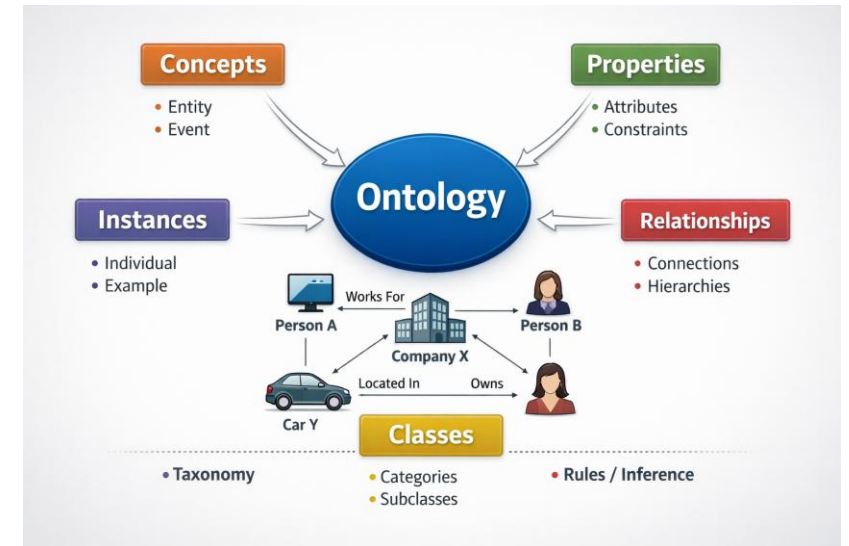 Concepts
• Entity
• Event
Properties
• Attributes
• Constraints
Ontology
Instances
• Individual
• Example
Relationships
• Connections
• Hierarchies
Works For
Person A
Person B
Company X
Located In
Owns
Car Y
Classes
• Taxonomy
• Categories
• Subclasses
• Rules / Inference